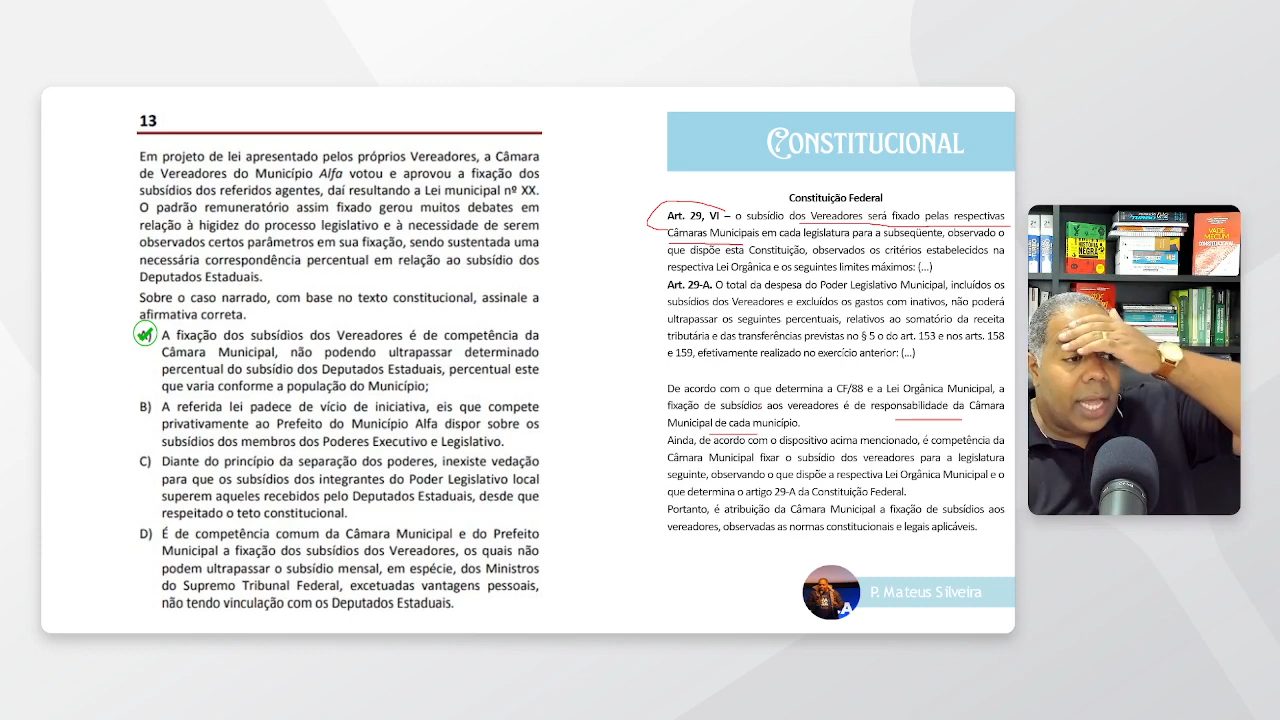 13
Em projeto de lei apresentado pelos próprios Vereadores, a Câmara
de Vereadores do Município Alfa votou e aprovou a fixação dos
subsídios dos referidos agentes, daí resultando a Lei municipal nº XX.
O padrão remuneratório assim fixado gerou muitos debates em
relação à higidez do processo legislativo e à necessidade de serem
observados certos parâmetros em sua fixação, sendo sustentada uma
necessária correspondência percentual em relação ao subsídio dos
Deputados Estaduais.
Sobre o caso narrado, com base no texto constitucional, assinale a
afirmativa correta.
A fixação dos subsídios dos Vereadores é de competência da
Câmara Municipal, não podendo ultrapassar determinado
percentual do subsídio dos Deputados Estaduais, percentual este
que varia conforme a população do Município;
B) A referida lei padece de vício de iniciativa, eis que compete
privativamente ao Prefeito do Município Alfa dispor sobre os
subsídios dos membros dos Poderes Executivo e Legislativo.
C) Diante do princípio da separação dos poderes, inexiste vedação
para que os subsídios dos integrantes do Poder Legislativo local
superem aqueles recebidos pelo Deputados Estaduais, desde que
respeitado o teto constitucional.
D) É de competência comum da Câmara Municipal e do Prefeito
Municipal a fixação dos subsídios dos Vereadores, os quais não
podem ultrapassar o subsídio mensal, em espécie, dos Ministros
do Supremo Tribunal Federal, excetuadas vantagens pessoais,
não tendo vinculação com os Deputados Estaduais.
CONSTITUCIONAL
Constituição Federal
Art. 29, VI – o subsídio dos Vereadores será fixado pelas respectivas
Câmaras Municipais em cada legislatura para a subseqüente, observado o
que dispõe esta Constituição, observados os critérios estabelecidos na
respectiva Lei Orgânica e os seguintes limites máximos: (...)
Art. 29-A. O total da despesa do Poder Legislativo Municipal, incluídos os
subsídios dos Vereadores e excluídos os gastos com inativos, não poderá
ultrapassar os seguintes percentuais, relativos ao somatório da receita
tributária e das transferências previstas no § 5 o do art. 153 e nos arts. 158
e 159, efetivamente realizado no exercício anterior: (...)
De acordo com o que determina a CF/88 e a Lei Orgânica Municipal, a
fixação de subsídios aos vereadores é de responsabilidade da Câmara
Municipal de cada município.
Ainda, de acordo com o dispositivo acima mencionado, é competência da
Câmara Municipal fixar o subsídio dos vereadores para a legislatura
seguinte, observando o que dispõe a respectiva Lei Orgânica Municipal e o
que determina o artigo 29-A da Constituição Federal.
Portanto, é atribuição da Câmara Municipal a fixação de subsídios aos
vereadores, observadas as normas constitucionais e legais aplicáveis.
P. Mateus Silveira
VADE
MECUM